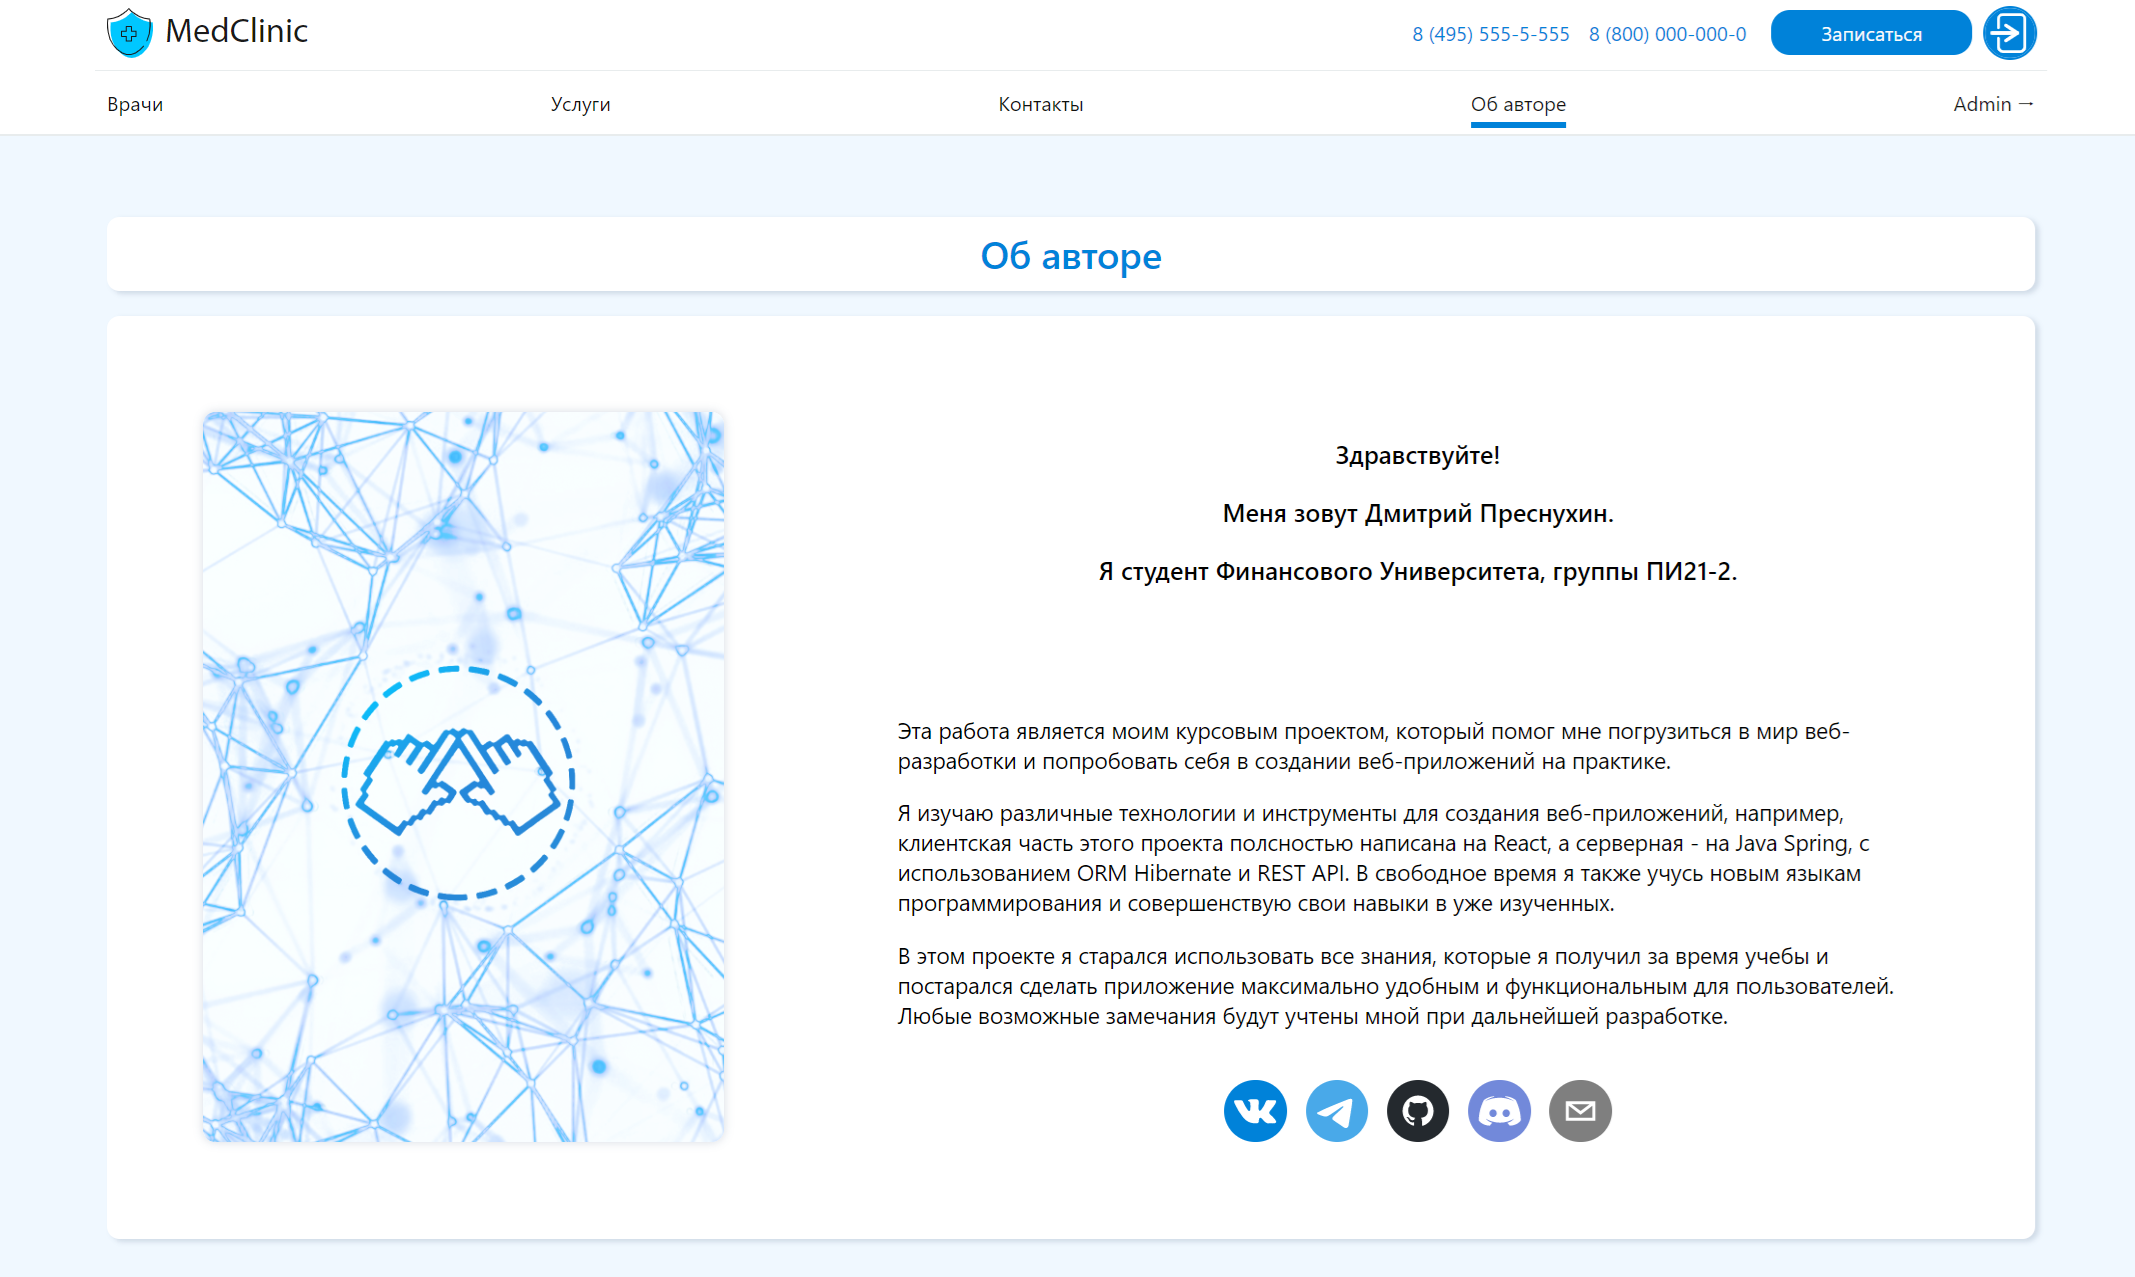 MedClinic
8 (495) 555-5-555 8 (800) 000-000-0 Записаться
Врачи Услуги Контакты Об авторе Admin →
Об авторе
Здравствуйте!
Меня зовут Дмитрий Преснухин.
Я студент Финансового Университета, группы ПИ21-2.
Эта работа является моим курсовым проектом, который помог мне погрузиться в мир веб-
разработки и попробовать себя в создании веб-приложений на практике.
Я изучаю различные технологии и инструменты для создания веб-приложений, например,
клиентская часть этого проекта полсностью написана на React, а серверная - на Java Spring, с
использованием ORM Hibernate и REST API. В свободное время я также учусь новым языкам
программирования и совершенствую свои навыки в уже изученных.
В этом проекте я старался использовать все знания, которые я получил за время учебы и
постарался сделать приложение максимально удобным и функциональным для пользователей.
Любые возможные замечания будут учтены мной при дальнейшей разработке.